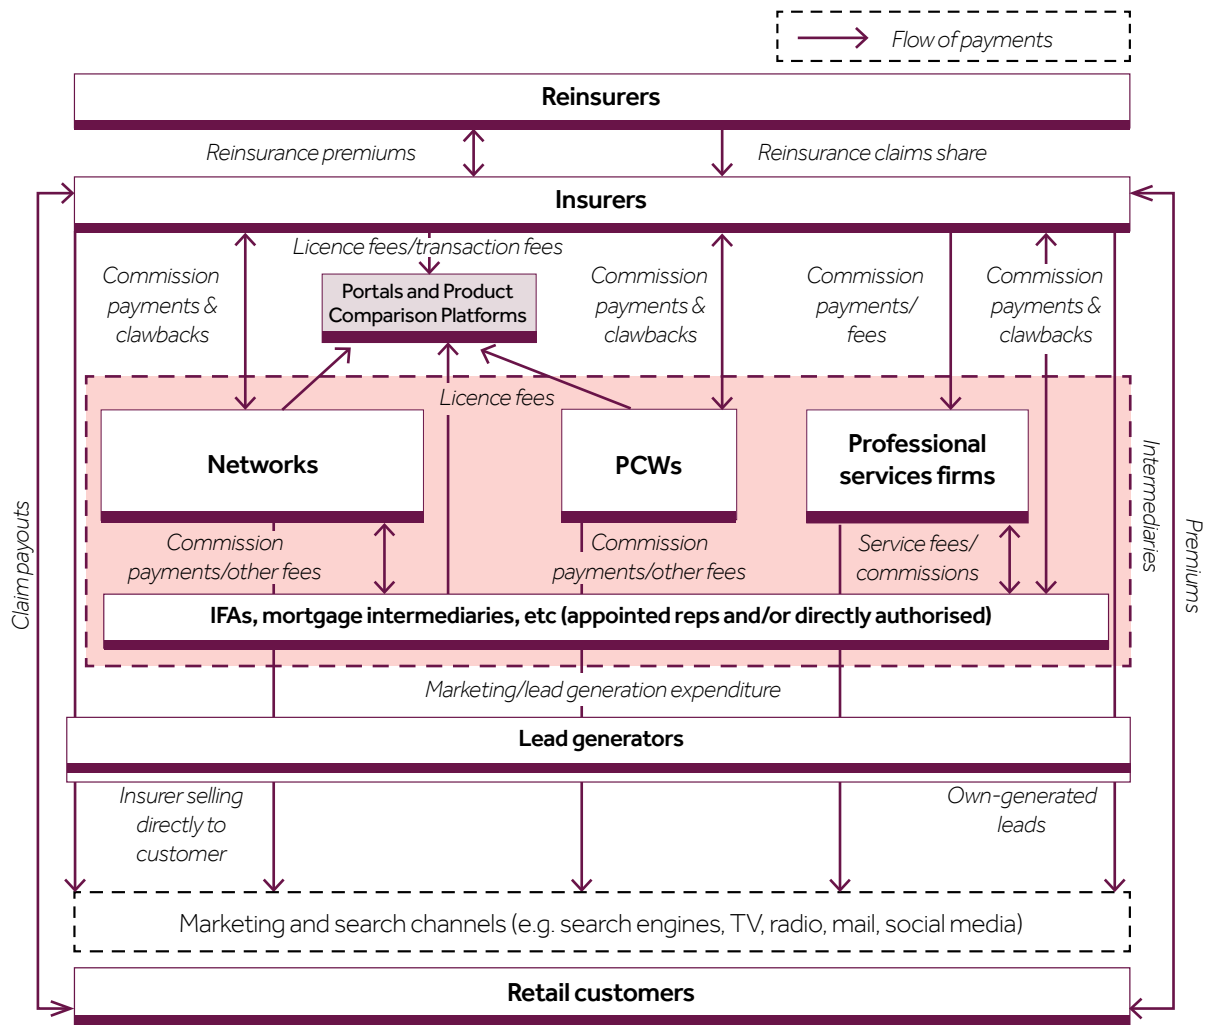 Flow of payments
Reinsurers
Reinsurance premiums
Reinsurance claims share
Insurers
Licence fees/transaction fees
Commission
payments &
clawbacks
Portals and Product
Comparison Platforms
Commission
payments &
clawbacks
Commission
payments/
fees
Commission
payments &
clawbacks
Licence fees
Networks
PCWs
Professional
services firms
Intermediaries
Claim payouts
Premiums
Commission
payments/other fees
Commission
payments/other fees
Service fees/
commissions
IFAs, mortgage intermediaries, etc (appointed reps and/or directly authorised)
Marketing/lead generation expenditure
Lead generators
Insurer selling
directly to
customer
Own-generated
leads
Marketing and search channels (e.g. search engines, TV, radio, mail, social media)
Retail customers